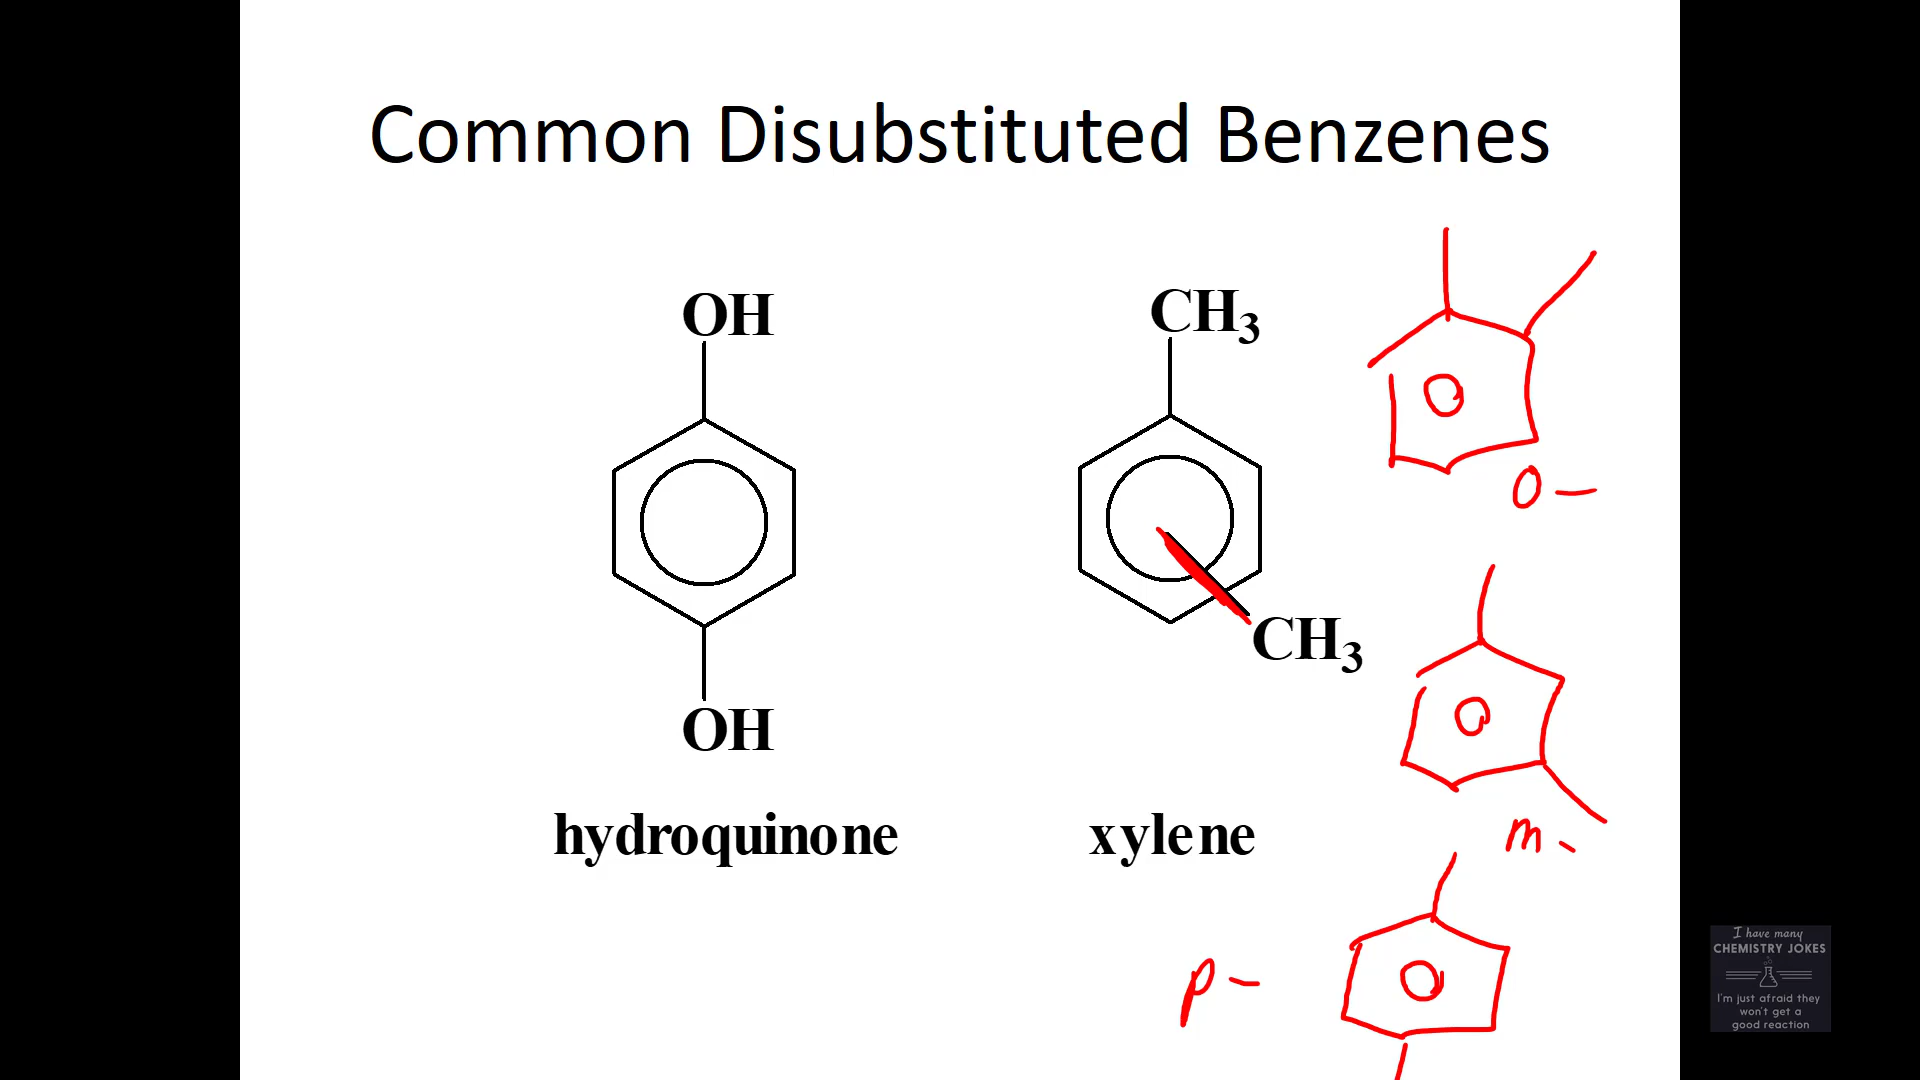 Common Disubstituted Benzenes
OH
OH
hydroquinone
CH₃
CH₃
xylene
o -
m -
p -
I have many
CHEMISTRY JOKES
I'm just afraid they
won't get a
good reaction